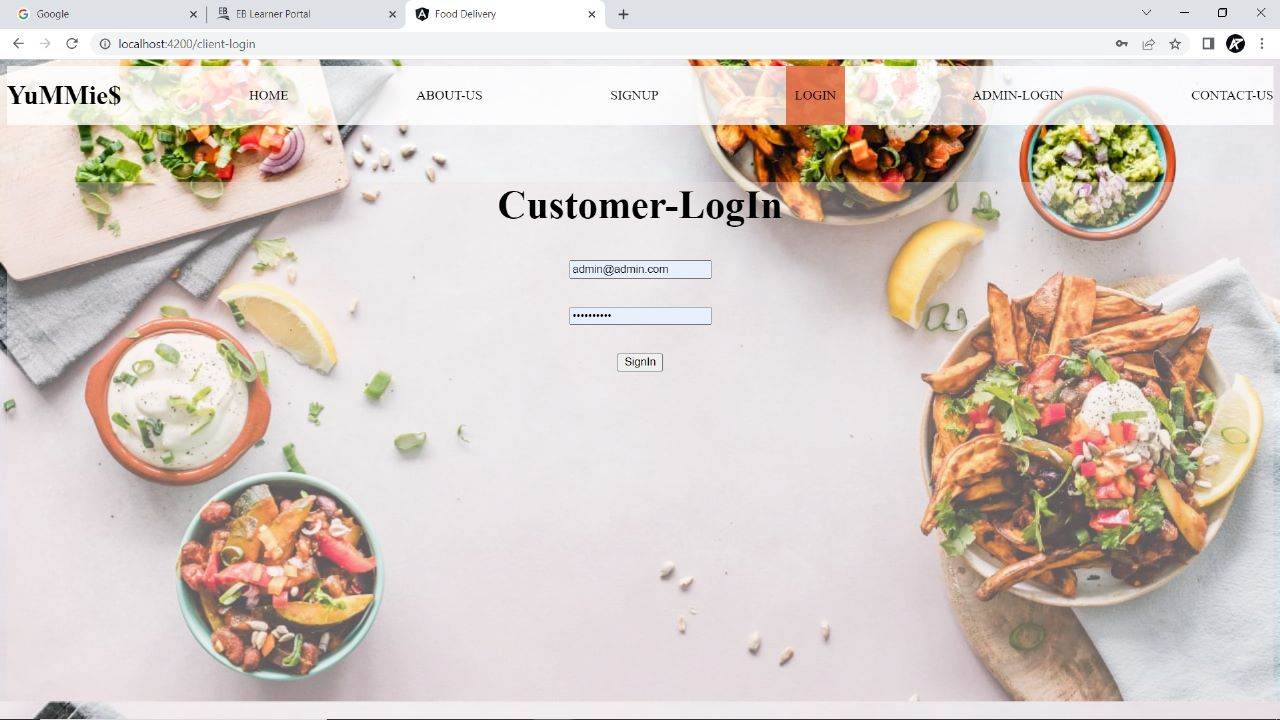 Google
EB Learner Portal
Food Delivery
localhost:4200/client-login
YuMMie$ HOME ABOUT-US SIGNUP LOGIN ADMIN-LOGIN CONTACT-US
Customer-LogIn
admin@admin.com
••••••••••
SignIn